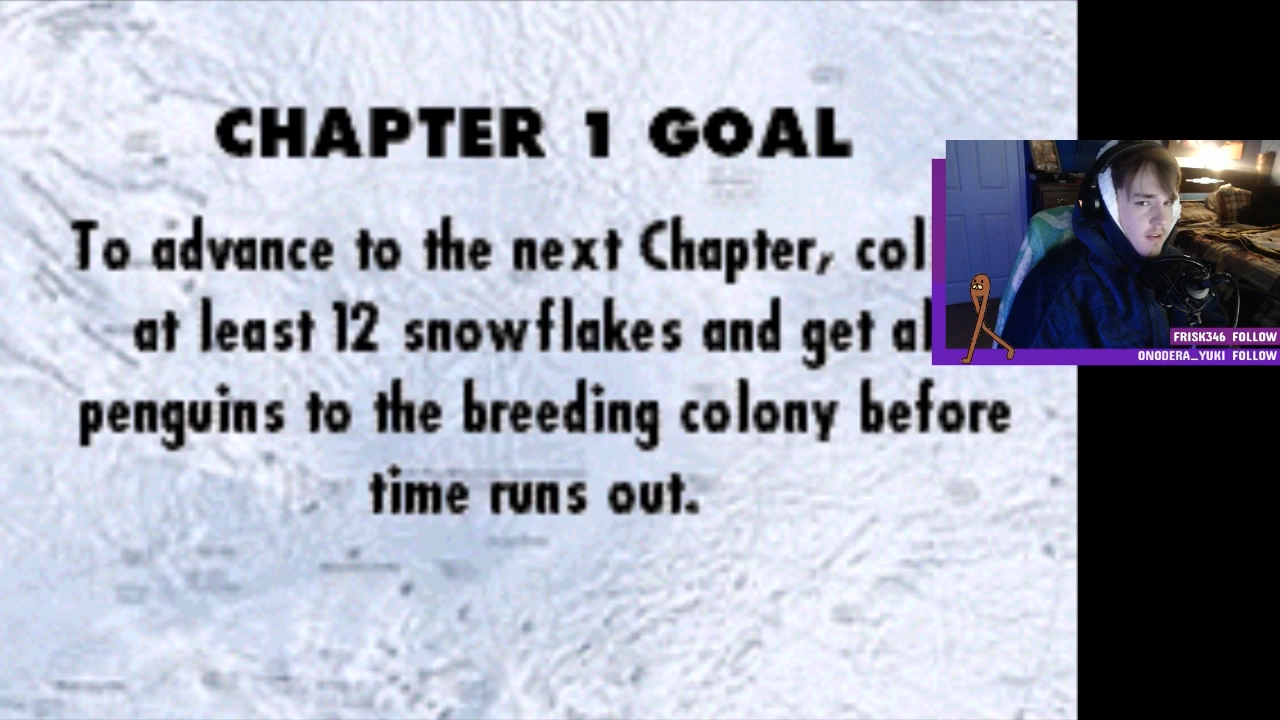 CHAPTER 1 GOAL
To advance to the next Chapter, col
at least 12 snowflakes and get al
penguins to the breeding colony before
time runs out.
FRISK346 FOLLOW
ONODERA_YUKI FOLLOW